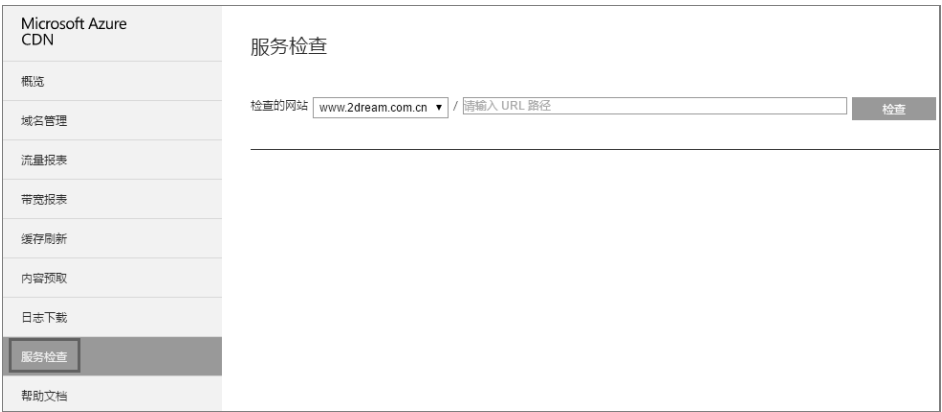 Microsoft Azure
CDN
概览
域名管理
流量报表
带宽报表
缓存刷新
内容预取
日志下载
服务检查
帮助文档
服务检查
检查的网站 www.2dream.com.cn ▼ / 请输入 URL 路径 检查